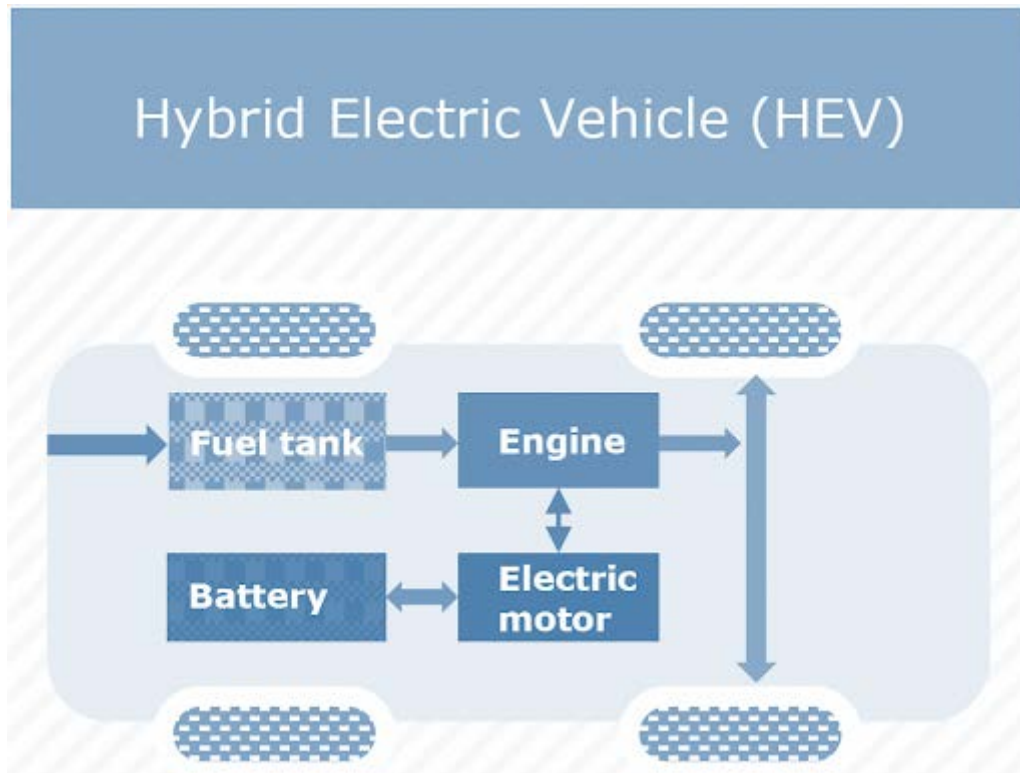 Hybrid Electric Vehicle (HEV)
Fuel tank
Engine
Battery
Electric
motor